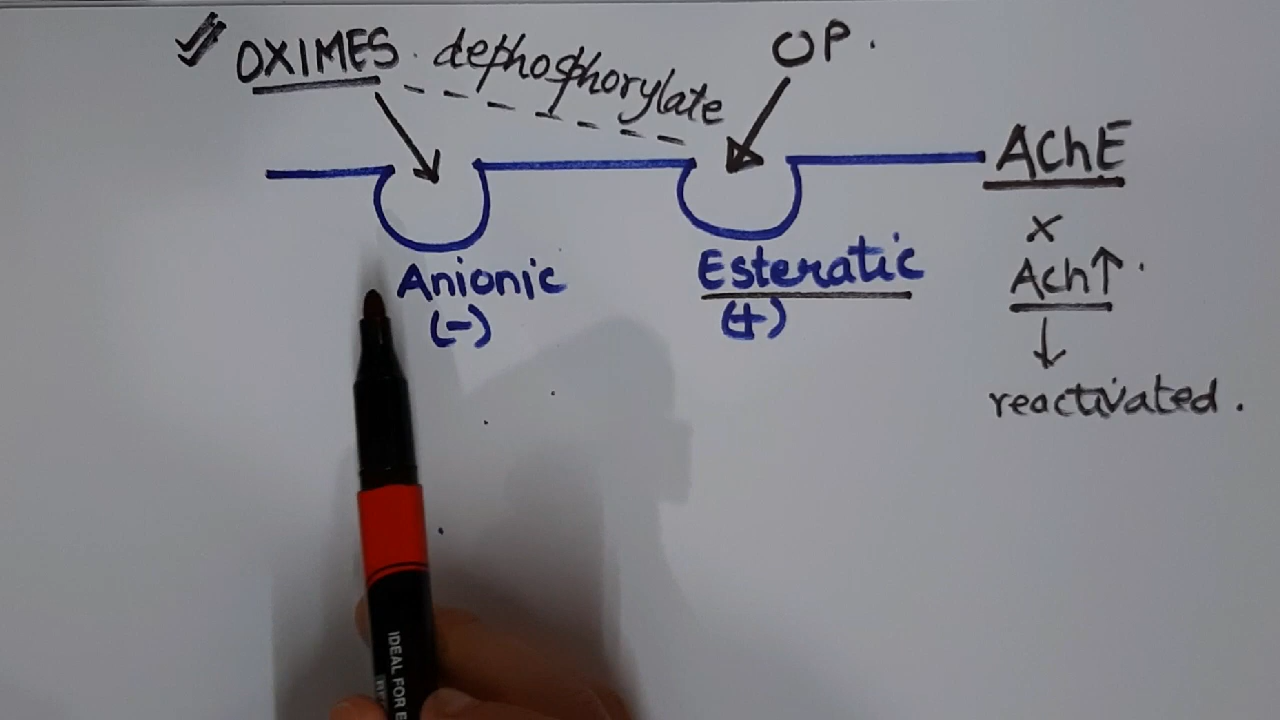 OXIMES. dephosphorylate
OP.
AChE
x
Ach↑.
↓
reactivated.
Anionic
(-)
Esteratic
(+)
IDEAL FOR